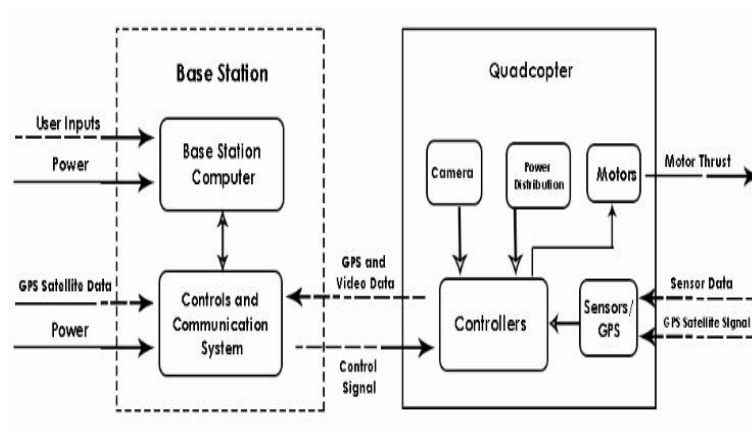 Base Station
User Inputs
Power
Base Station
Computer
GPS Satellite Data
Power
Controls and
Communication
System
GPS and
Video Data
Control
Signal
Quadcopter
Camera
Power
Distribution
Motors
Motor Thrust
Controllers
Sensors/
GPS
Sensor Data
GPS Satellite Signal